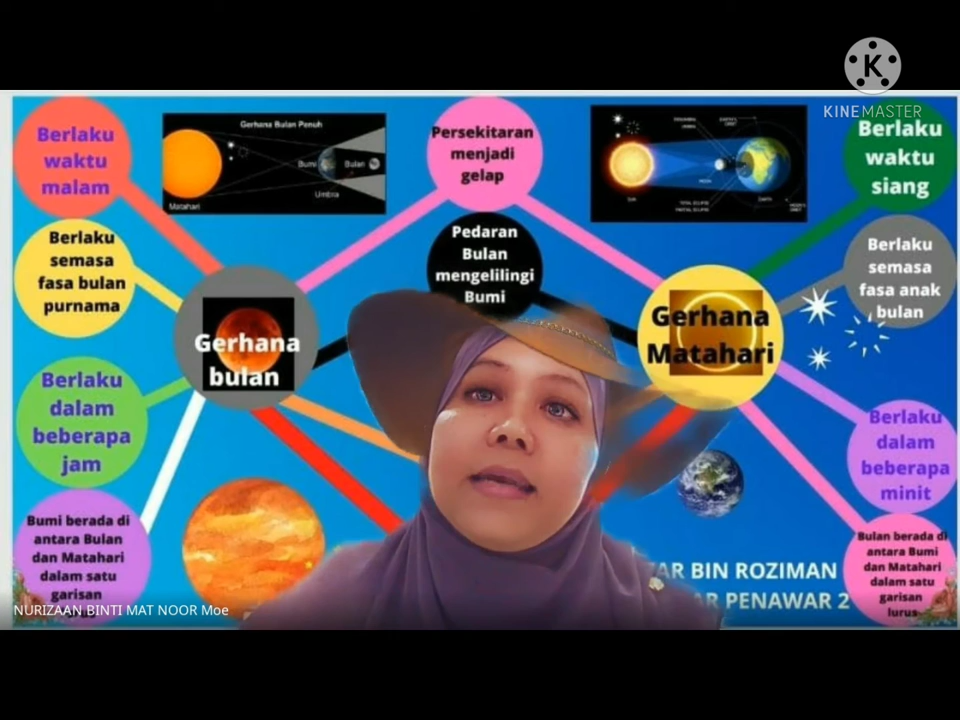 K
KINEMASTER
Berlaku
waktu
malam
Gerhana Bulan Penuh
Bumi
Bulan
Umbra
Matahari
Persekitaran
menjadi
gelap
Berlaku
waktu
siang
Berlaku
semasa
fasa bulan
purnama
Pedaran
Bulan
mengelilingi
Bumi
Berlaku
semasa
fasa anak
bulan
Gerhana
bulan
Gerhana
Matahari
Berlaku
dalam
beberapa
jam
Berlaku
dalam
beberapa
minit
Bumi berada di
antara Bulan
dan Matahari
dalam satu
garisan
Bulan berada di
antara Bumi
dan Matahari
dalam satu
garisan
lurus
AR BIN ROZIMAN
AR PENAWAR 2
NURIZAAN BINTI MAT NOOR Moe